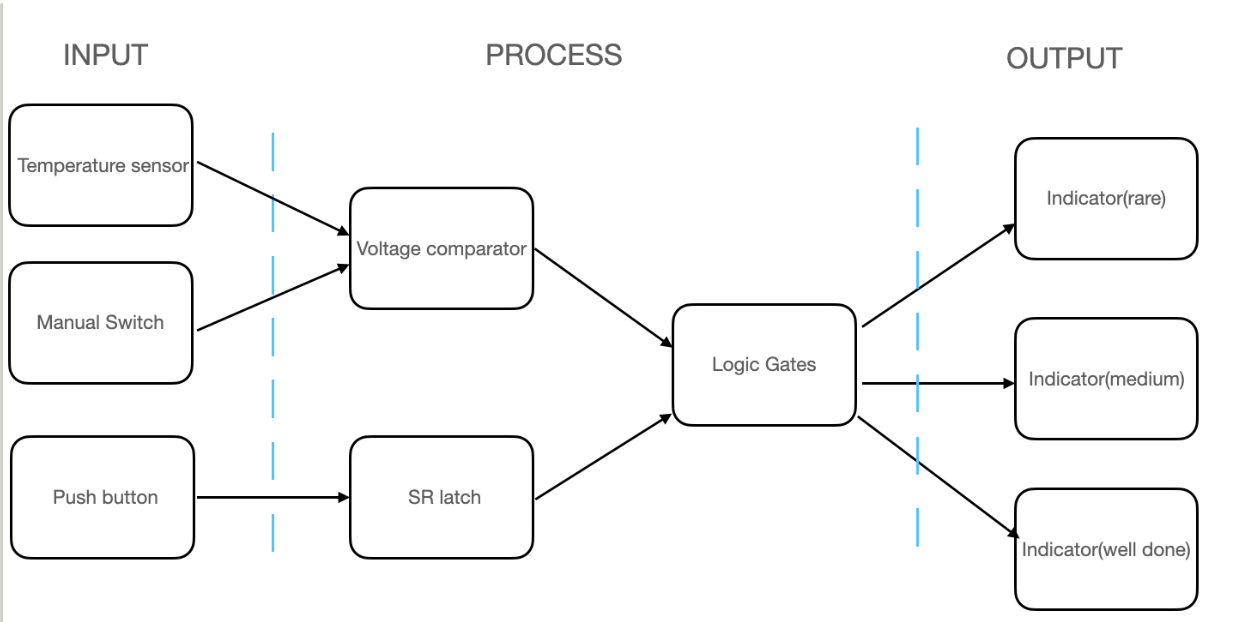 INPUT
PROCESS
OUTPUT
Temperature sensor
Manual Switch
Push button
Voltage comparator
SR latch
Logic Gates
Indicator(rare)
Indicator(medium)
Indicator(well done)